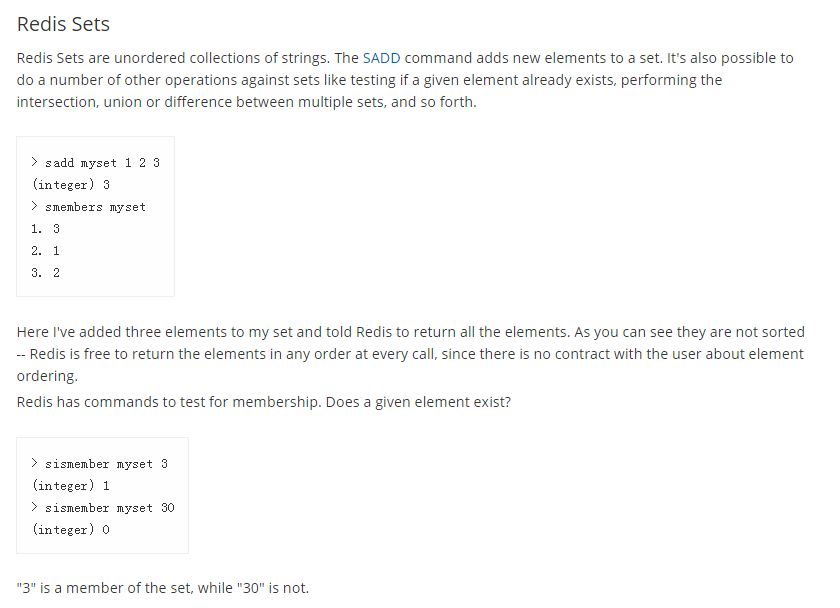 Redis Sets
Redis Sets are unordered collections of strings. The SADD command adds new elements to a set. It's also possible to
do a number of other operations against sets like testing if a given element already exists, performing the
intersection, union or difference between multiple sets, and so forth.
> sadd myset 1 2 3
(integer) 3
> smembers myset
1. 3
2. 1
3. 2
Here I've added three elements to my set and told Redis to return all the elements. As you can see they are not sorted
-- Redis is free to return the elements in any order at every call, since there is no contract with the user about element
ordering.
Redis has commands to test for membership. Does a given element exist?
> sismember myset 3
(integer) 1
> sismember myset 30
(integer) 0
"3" is a member of the set, while "30" is not.